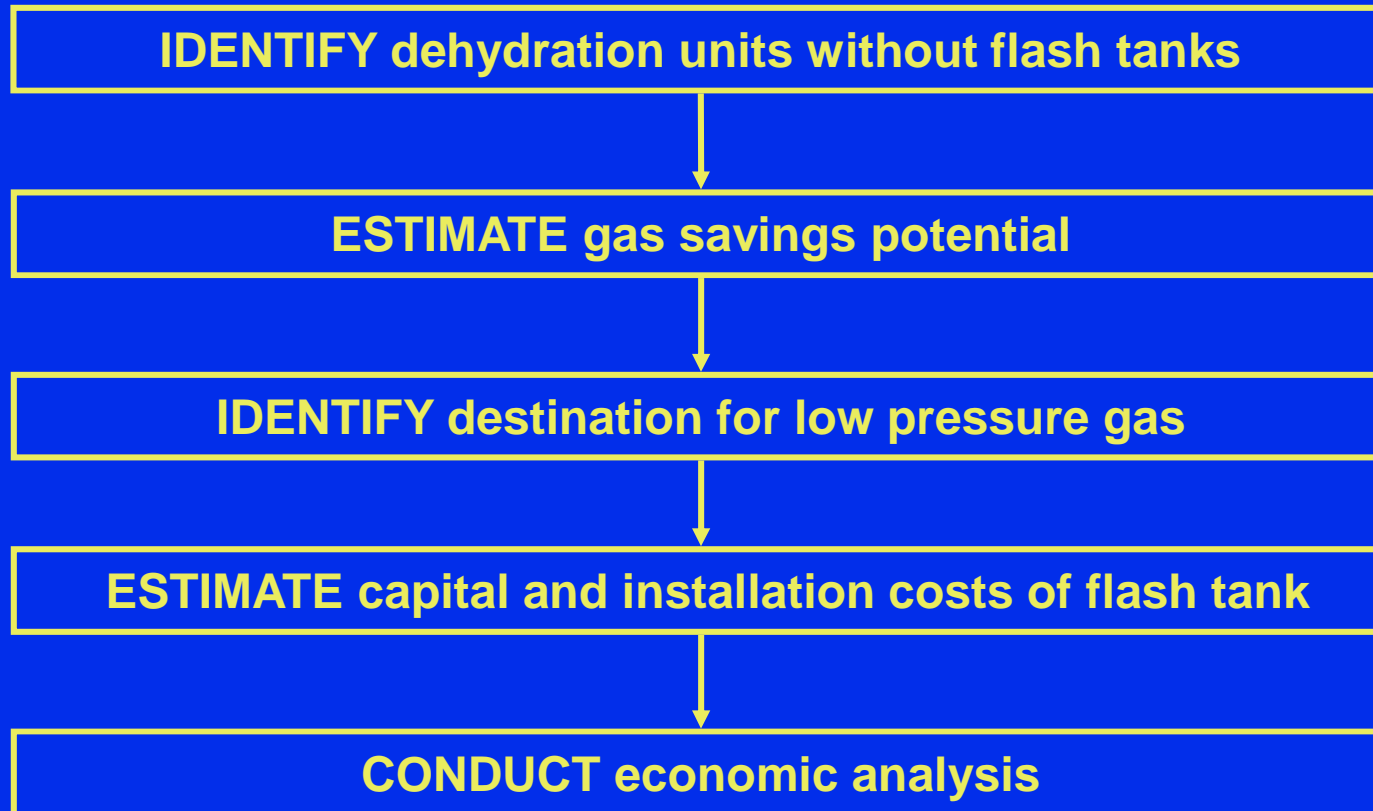 IDENTIFY dehydration units without flash tanks
ESTIMATE gas savings potential
IDENTIFY destination for low pressure gas
ESTIMATE capital and installation costs of flash tank
CONDUCT economic analysis